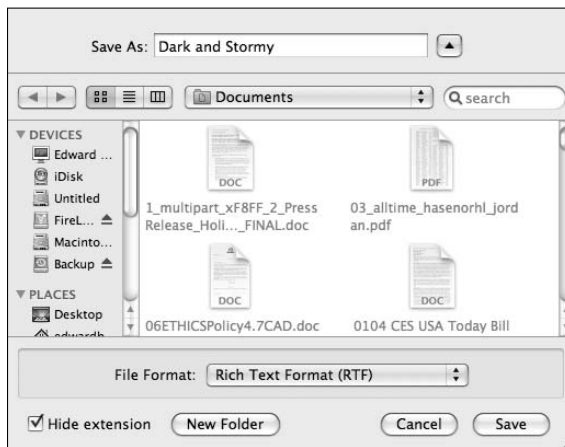 Save As: Dark and Stormy
Documents
search
DEVICES
Edward ...
iDisk
Untitled
FireL...
Macinto...
Backup
PLACES
Desktop
DOC
1_multipart_xF8FF_2_Press
Release_Holi..._FINAL.doc
PDF
03_alltime_hasenorhl_jord
an.pdf
DOC
06ETHICSPolicy4.7CAD.doc
DOC
0104 CES USA Today Bill
File Format: Rich Text Format (RTF)
Hide extension
New Folder
Cancel
Save